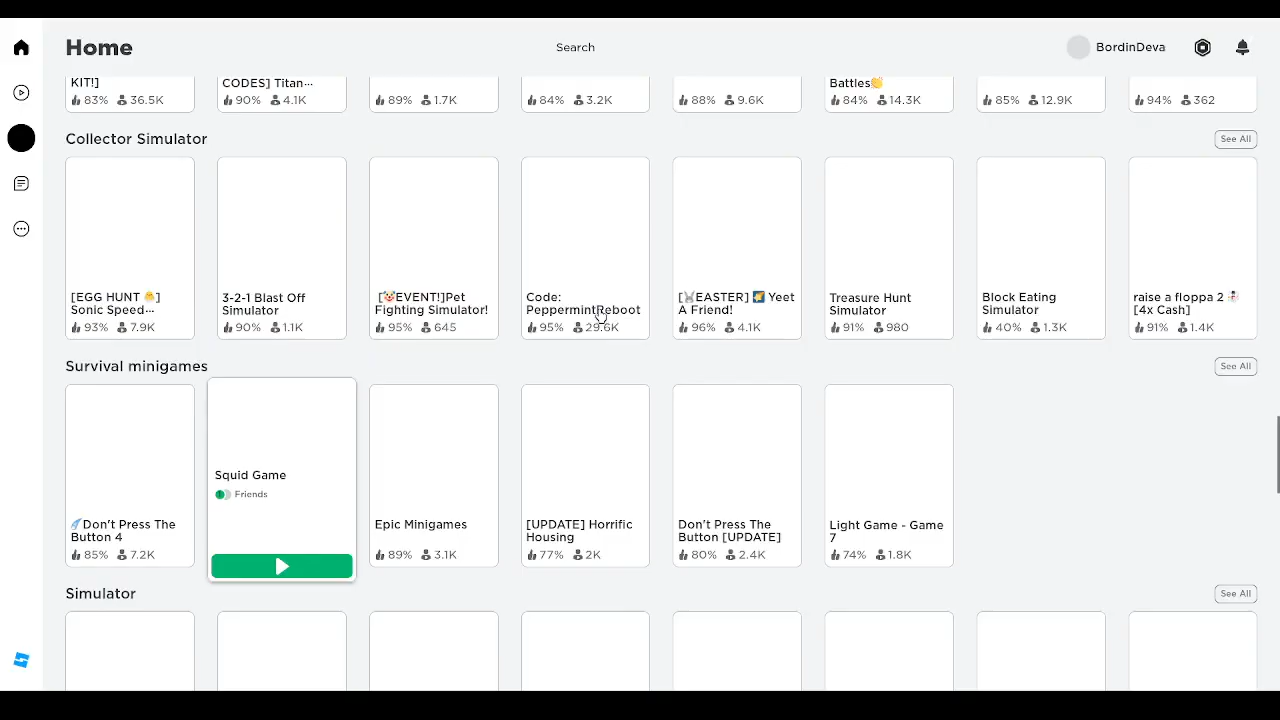 Home
Search
BordinDeva
KIT!]
CODES] Titan...
Battles👏
83% 36.5K
90% 4.1K
89% 1.7K
84% 3.2K
88% 9.6K
84% 14.3K
85% 12.9K
94% 362
Collector Simulator
See All
[EGG HUNT 🐣]
Sonic Speed...
93% 7.9K
3-2-1 Blast Off
Simulator
90% 1.1K
[🤡EVENT!]Pet
Fighting Simulator!
95% 645
Code:
PeppermintReboot
95% 29.6K
[🐰EASTER] 🌠 Yeet
A Friend!
96% 4.1K
Treasure Hunt
Simulator
91% 980
Block Eating
Simulator
40% 1.3K
raise a floppa 2
[4x Cash]
91% 1.4K
Survival minigames
See All
Don't Press The
Button 4
85% 7.2K
Squid Game
Friends
Epic Minigames
89% 3.1K
[UPDATE] Horrific
Housing
77% 2K
Don't Press The
Button [UPDATE]
80% 2.4K
Light Game - Game
7
74% 1.8K
Simulator
See All